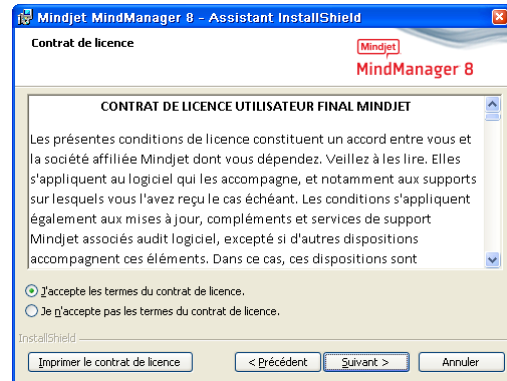 Mindjet MindManager 8 - Assistant InstallShield
Contrat de licence
Mindjet
MindManager 8
CONTRAT DE LICENCE UTILISATEUR FINAL MINDJET
Les présentes conditions de licence constituent un accord entre vous et
la société affiliée Mindjet dont vous dépendez. Veillez à les lire. Elles
s'appliquent au logiciel qui les accompagne, et notamment aux supports
sur lesquels vous l'avez reçu le cas échéant. Les conditions s'appliquent
également aux mises à jour, compléments et services de support
Mindjet associés audit logiciel, excepté si d'autres dispositions
accompagnent ces éléments. Dans ce cas, ces dispositions sont
J'accepte les termes du contrat de licence.
Je n'accepte pas les termes du contrat de licence.
InstallShield
Imprimer le contrat de licence
< Précédent
Suivant >
Annuler